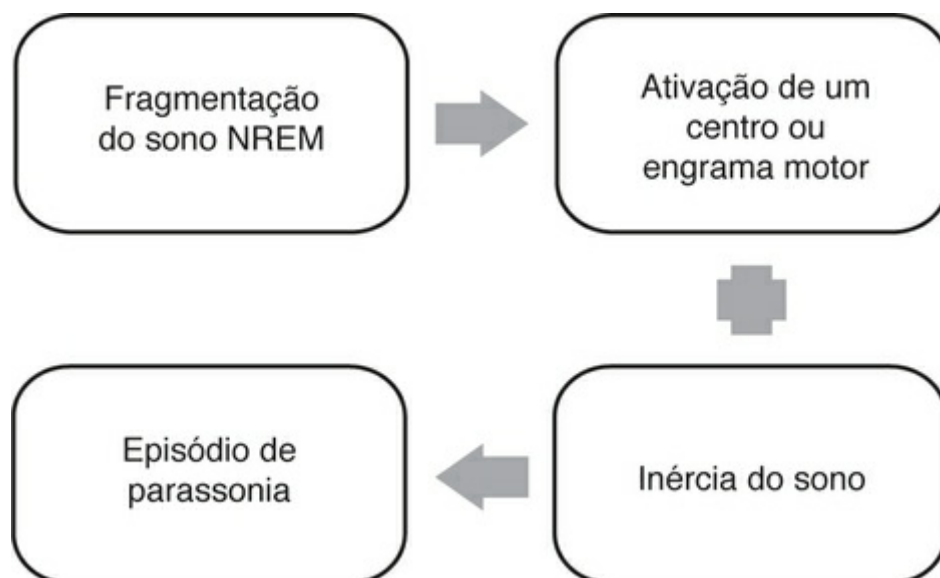 Fragmentação
do sono NREM
Ativação de um
centro ou
engrama motor
Episódio de
parassonia
Inércia do sono